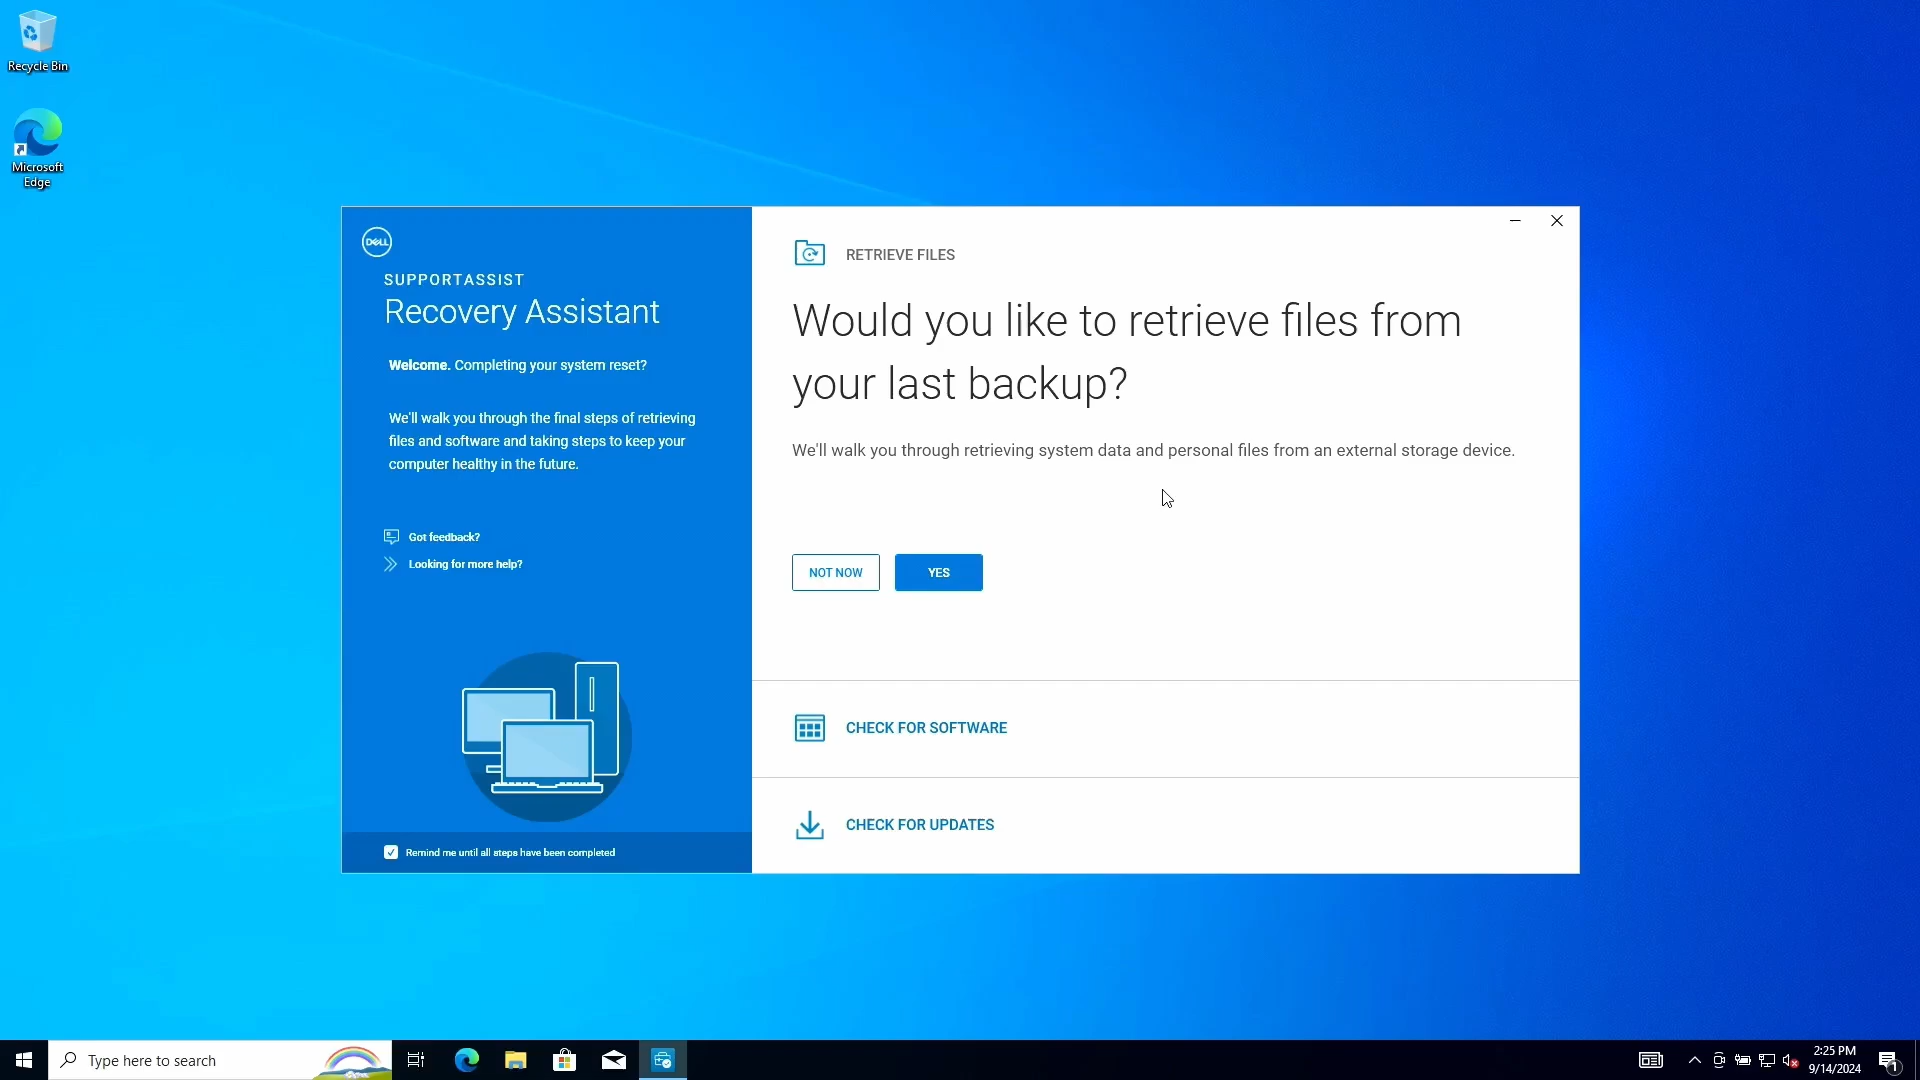 Recycle Bin
Microsoft
Edge
DELL
SUPPORTASSIST
Recovery Assistant
Welcome. Completing your system reset?
We'll walk you through the final steps of retrieving
files and software and taking steps to keep your
computer healthy in the future.
Got feedback?
Looking for more help?
Remind me until all steps have been completed
RETRIEVE FILES
Would you like to retrieve files from
your last backup?
We'll walk you through retrieving system data and personal files from an external storage device.
NOT NOW
YES
CHECK FOR SOFTWARE
CHECK FOR UPDATES
Type here to search
2:25 PM
9/14/2024
1